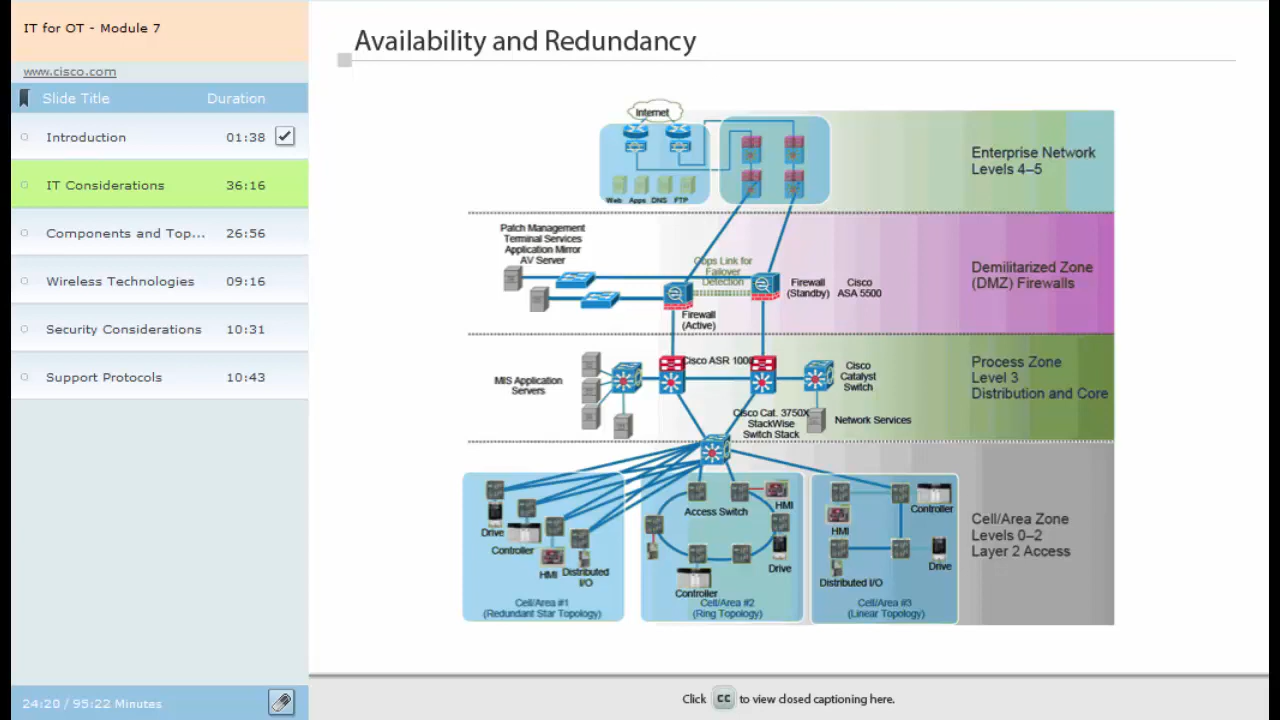 IT for OT - Module 7
www.cisco.com
Slide Title Duration
Introduction 01:38
IT Considerations 36:16
Components and Top... 26:56
Wireless Technologies 09:16
Security Considerations 10:31
Support Protocols 10:43
24:20 / 95:22 Minutes
Availability and Redundancy
Internet
Web Apps DNS FTP
Enterprise Network
Levels 4–5
Patch Management
Terminal Services
Application Mirror
AV Server
Gbps Link for
Failover
Detection
Firewall
(Active)
Firewall
(Standby)
Cisco
ASA 5500
Demilitarized Zone
(DMZ) Firewalls
MIS Application
Servers
Cisco ASR 1000
Cisco
Catalyst
Switch
Cisco Cat. 3750X
StackWise
Switch Stack
Network Services
Process Zone
Level 3
Distribution and Core
Drive
Controller
HMI
Distributed
I/O
Cell/Area #1
(Redundant Star Topology)
Access Switch
HMI
Drive
Controller
Cell/Area #2
(Ring Topology)
Controller
HMI
Drive
Distributed I/O
Cell/Area #3
(Linear Topology)
Cell/Area Zone
Levels 0–2
Layer 2 Access
Click CC to view closed captioning here.